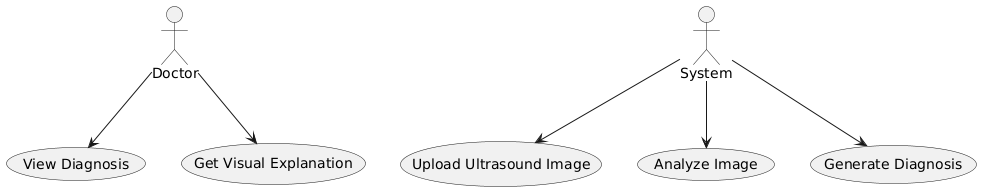 Doctor
System
View Diagnosis
Get Visual Explanation
Upload Ultrasound Image
Analyze Image
Generate Diagnosis